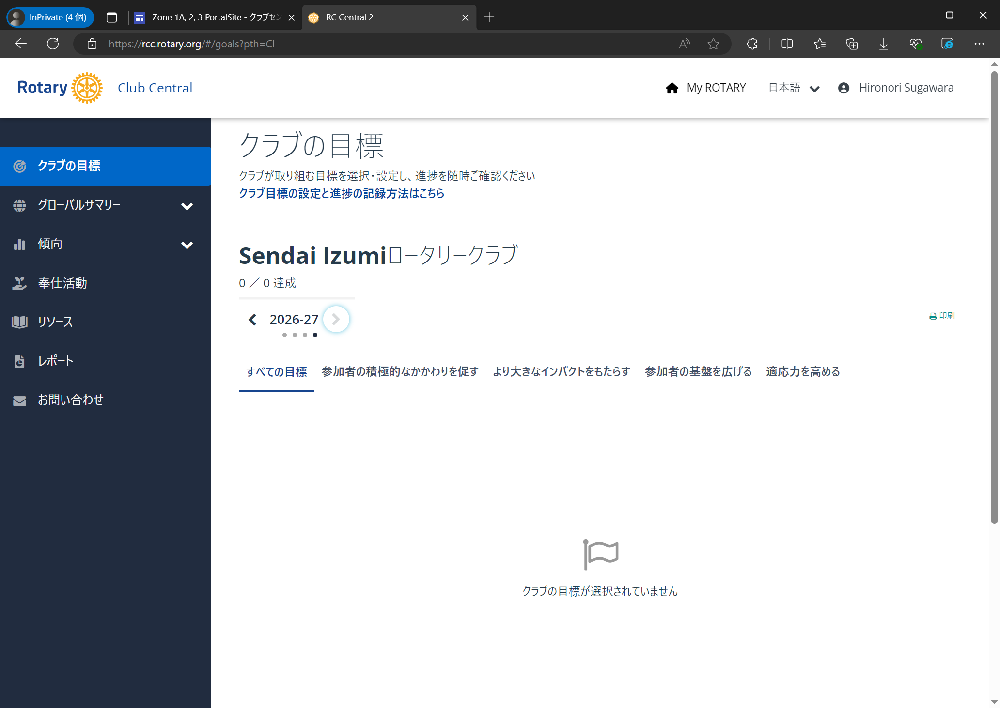 InPrivate (4 個)
Zone 1A, 2, 3 PortalSite - クラブセン
RC Central 2
https://rcc.rotary.org/#/goals?pth=Cl
Rotary
Club Central
My ROTARY
日本語
Hironori Sugawara
クラブの目標
グローバルサマリー
傾向
奉仕活動
リソース
レポート
お問い合わせ
クラブの目標
クラブが取り組む目標を選択・設定し、進捗を随時ご確認ください
クラブ目標の設定と進捗の記録方法はこちら
Sendai Izumiロータリークラブ
0 ／ 0 達成
2026-27
印刷
すべての目標 参加者の積極的なかかわりを促す より大きなインパクトをもたらす 参加者の基盤を広げる 適応力を高める
クラブの目標が選択されていません